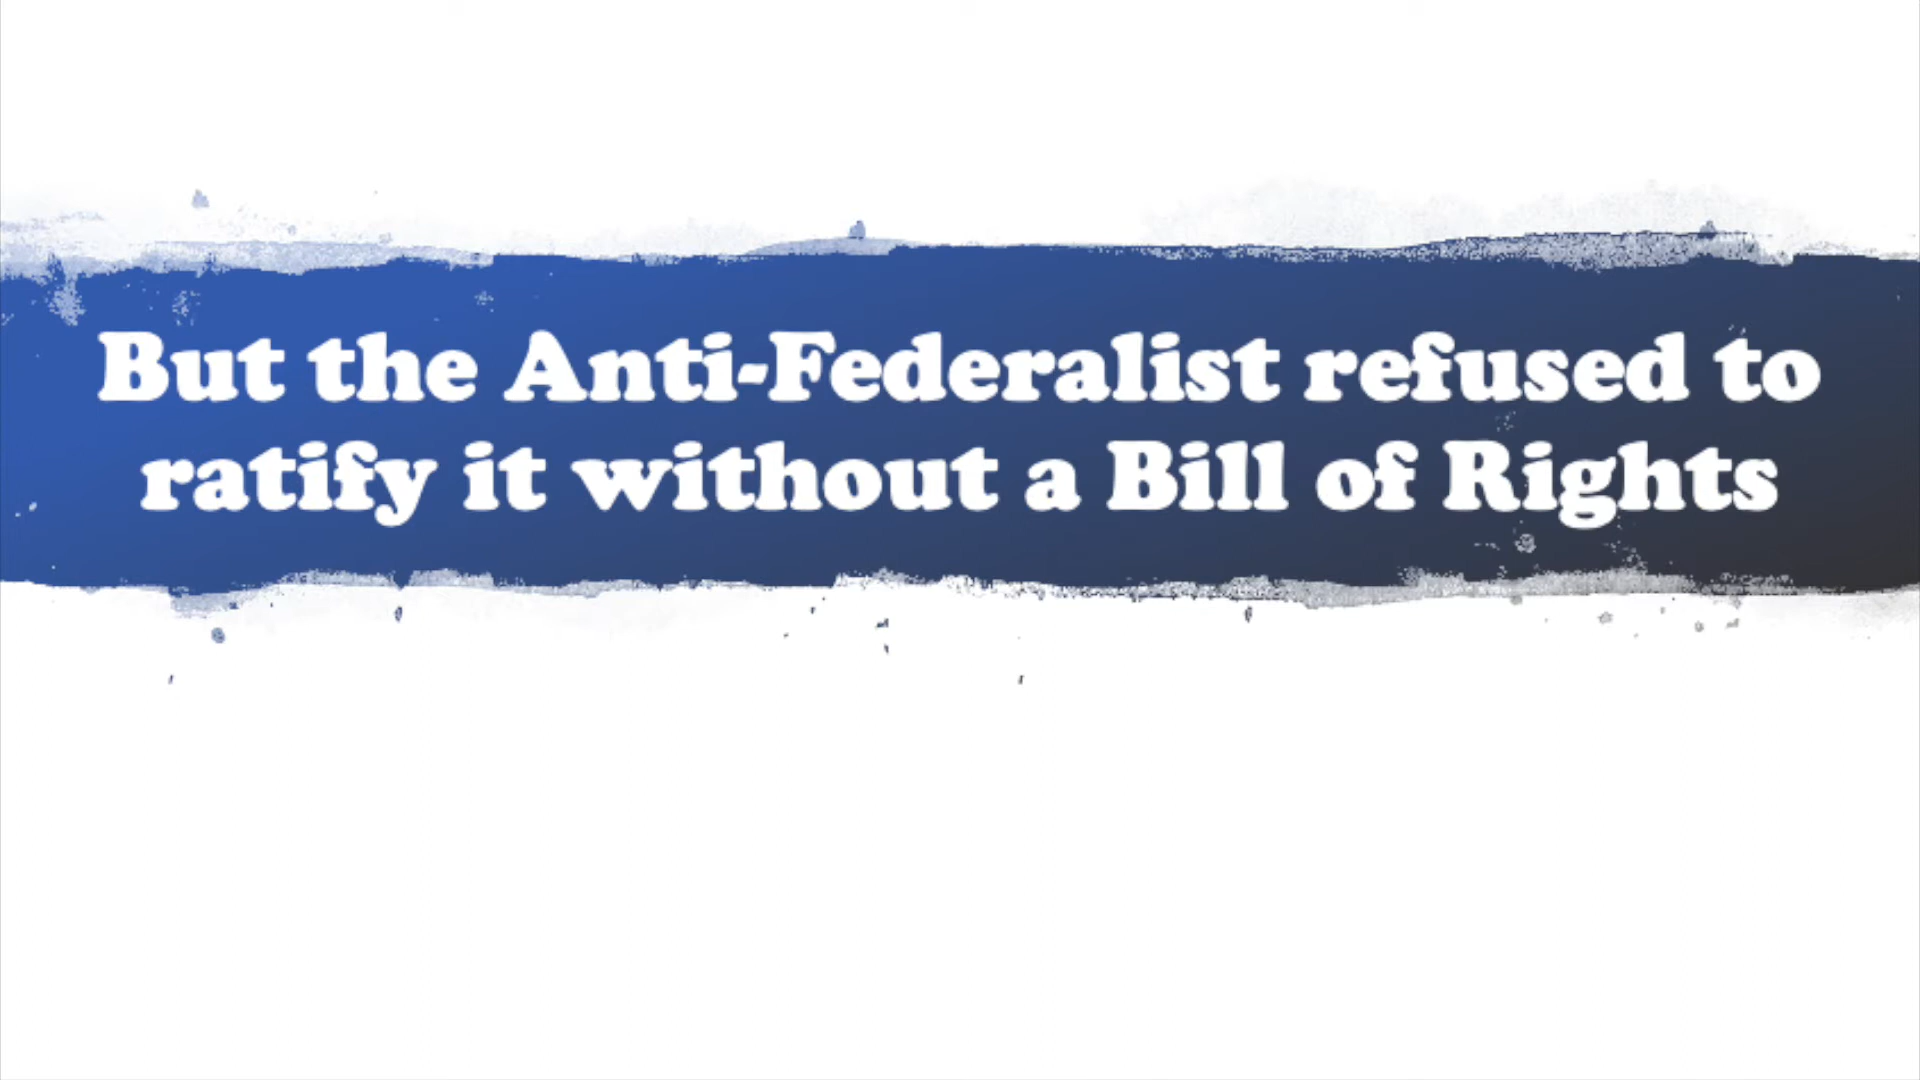 But the Anti-Federalist refused to
ratify it without a Bill of Rights